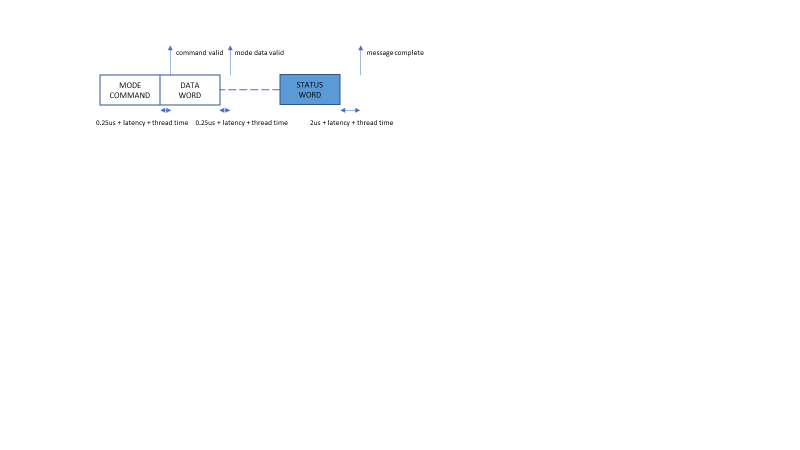 command valid
mode data valid
message complete
MODE
COMMAND
DATA
WORD
STATUS
WORD
0.25us + latency + thread time
0.25us + latency + thread time
2us + latency + thread time